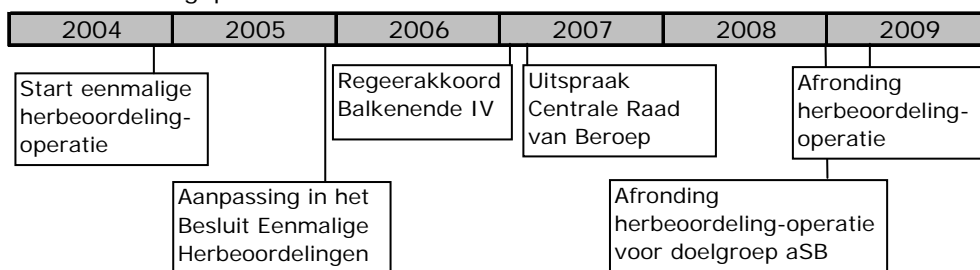 2004 2005 2006 2007 2008 2009
Start eenmalige
herbeoordeling-
operatie
Aanpassing in het
Besluit Eenmalige
Herbeoordelingen
Regeerakkoord
Balkenende IV
Uitspraak
Centrale Raad
van Beroep
Afronding
herbeoordeling-operatie
voor doelgroep aSB
Afronding
herbeoordeling-
operatie